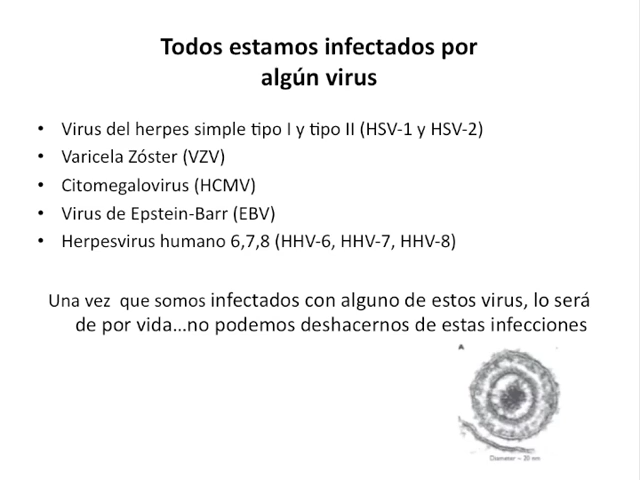 Todos estamos infectados por
algún virus
• Virus del herpes simple tipo I y tipo II (HSV-1 y HSV-2)
• Varicela Zóster (VZV)
• Citomegalovirus (HCMV)
• Virus de Epstein-Barr (EBV)
• Herpesvirus humano 6,7,8 (HHV-6, HHV-7, HHV-8)
Una vez  que somos infectados con alguno de estos virus, lo será
de por vida...no podemos deshacernos de estas infecciones
A
Diameter